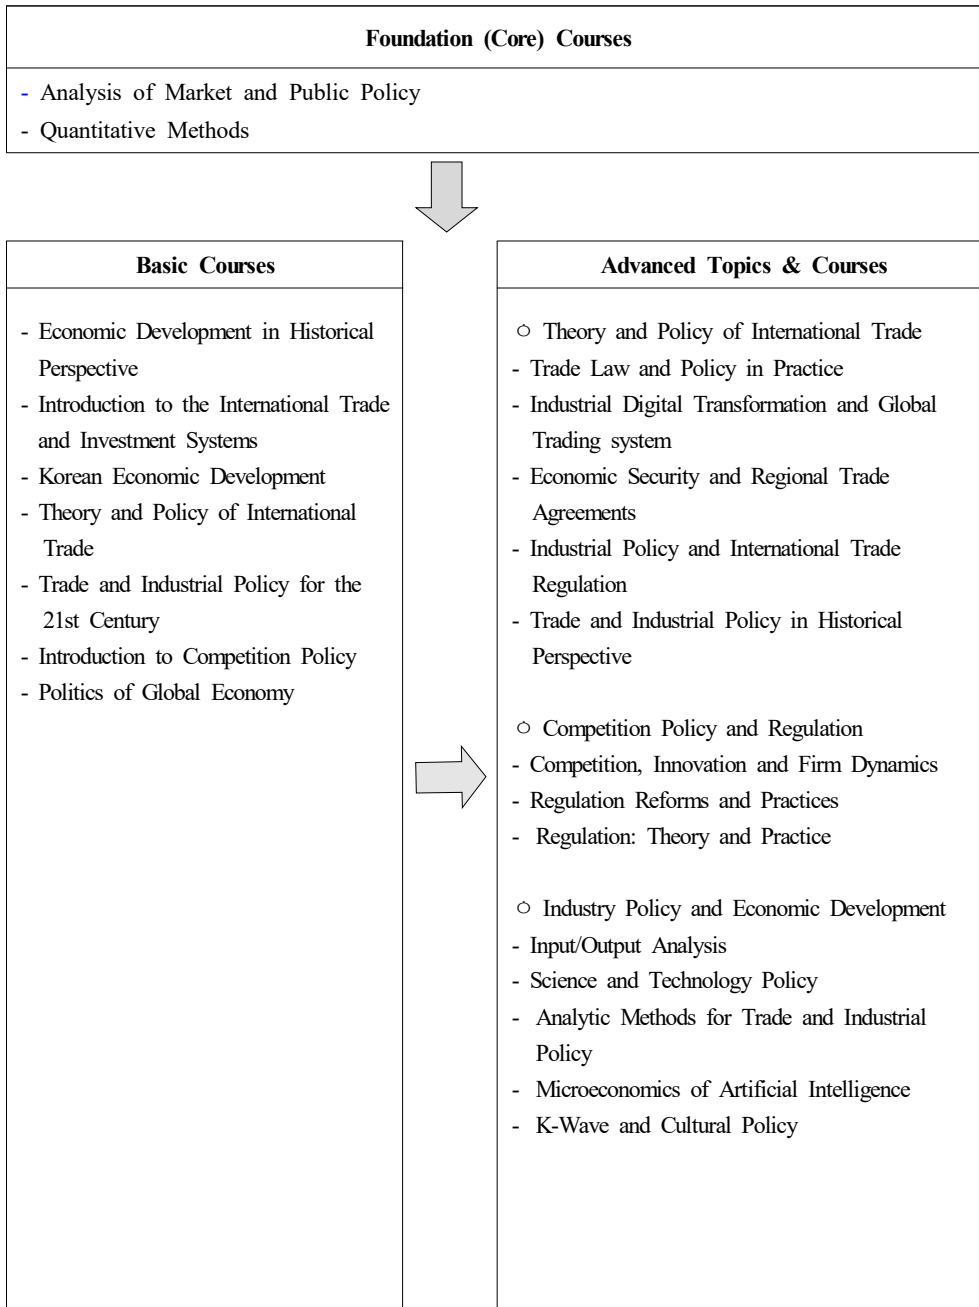 Foundation (Core) Courses
- Analysis of Market and Public Policy
- Quantitative Methods
Basic Courses
- Economic Development in Historical
Perspective
- Introduction to the International Trade
and Investment Systems
- Korean Economic Development
- Theory and Policy of International
Trade
- Trade and Industrial Policy for the
21st Century
- Introduction to Competition Policy
- Politics of Global Economy
Advanced Topics & Courses
○ Theory and Policy of International Trade
- Trade Law and Policy in Practice
- Industrial Digital Transformation and Global
Trading system
- Economic Security and Regional Trade
Agreements
- Industrial Policy and International Trade
Regulation
- Trade and Industrial Policy in Historical
Perspective
○ Competition Policy and Regulation
- Competition, Innovation and Firm Dynamics
- Regulation Reforms and Practices
- Regulation: Theory and Practice
○ Industry Policy and Economic Development
- Input/Output Analysis
- Science and Technology Policy
- Analytic Methods for Trade and Industrial
Policy
- Microeconomics of Artificial Intelligence
- K-Wave and Cultural Policy